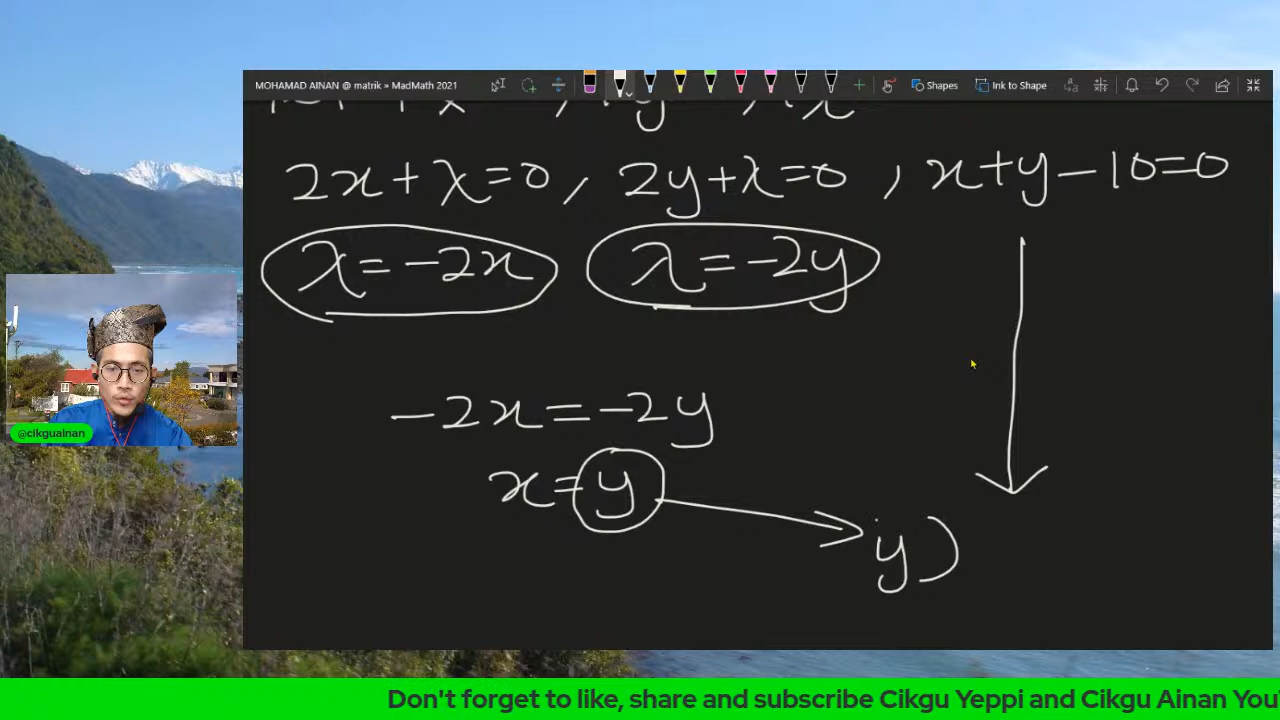 MOHAMAD AINAN @ matrik » MadMath 2021
Shapes
Ink to Shape
2x+λ=0, 2y+λ=0, x+y-10=0
λ=-2x λ=-2y
-2x=-2y
x=y
y)
@cikguainan
Don't forget to like, share and subscribe Cikgu Yeppi and Cikgu Ainan You